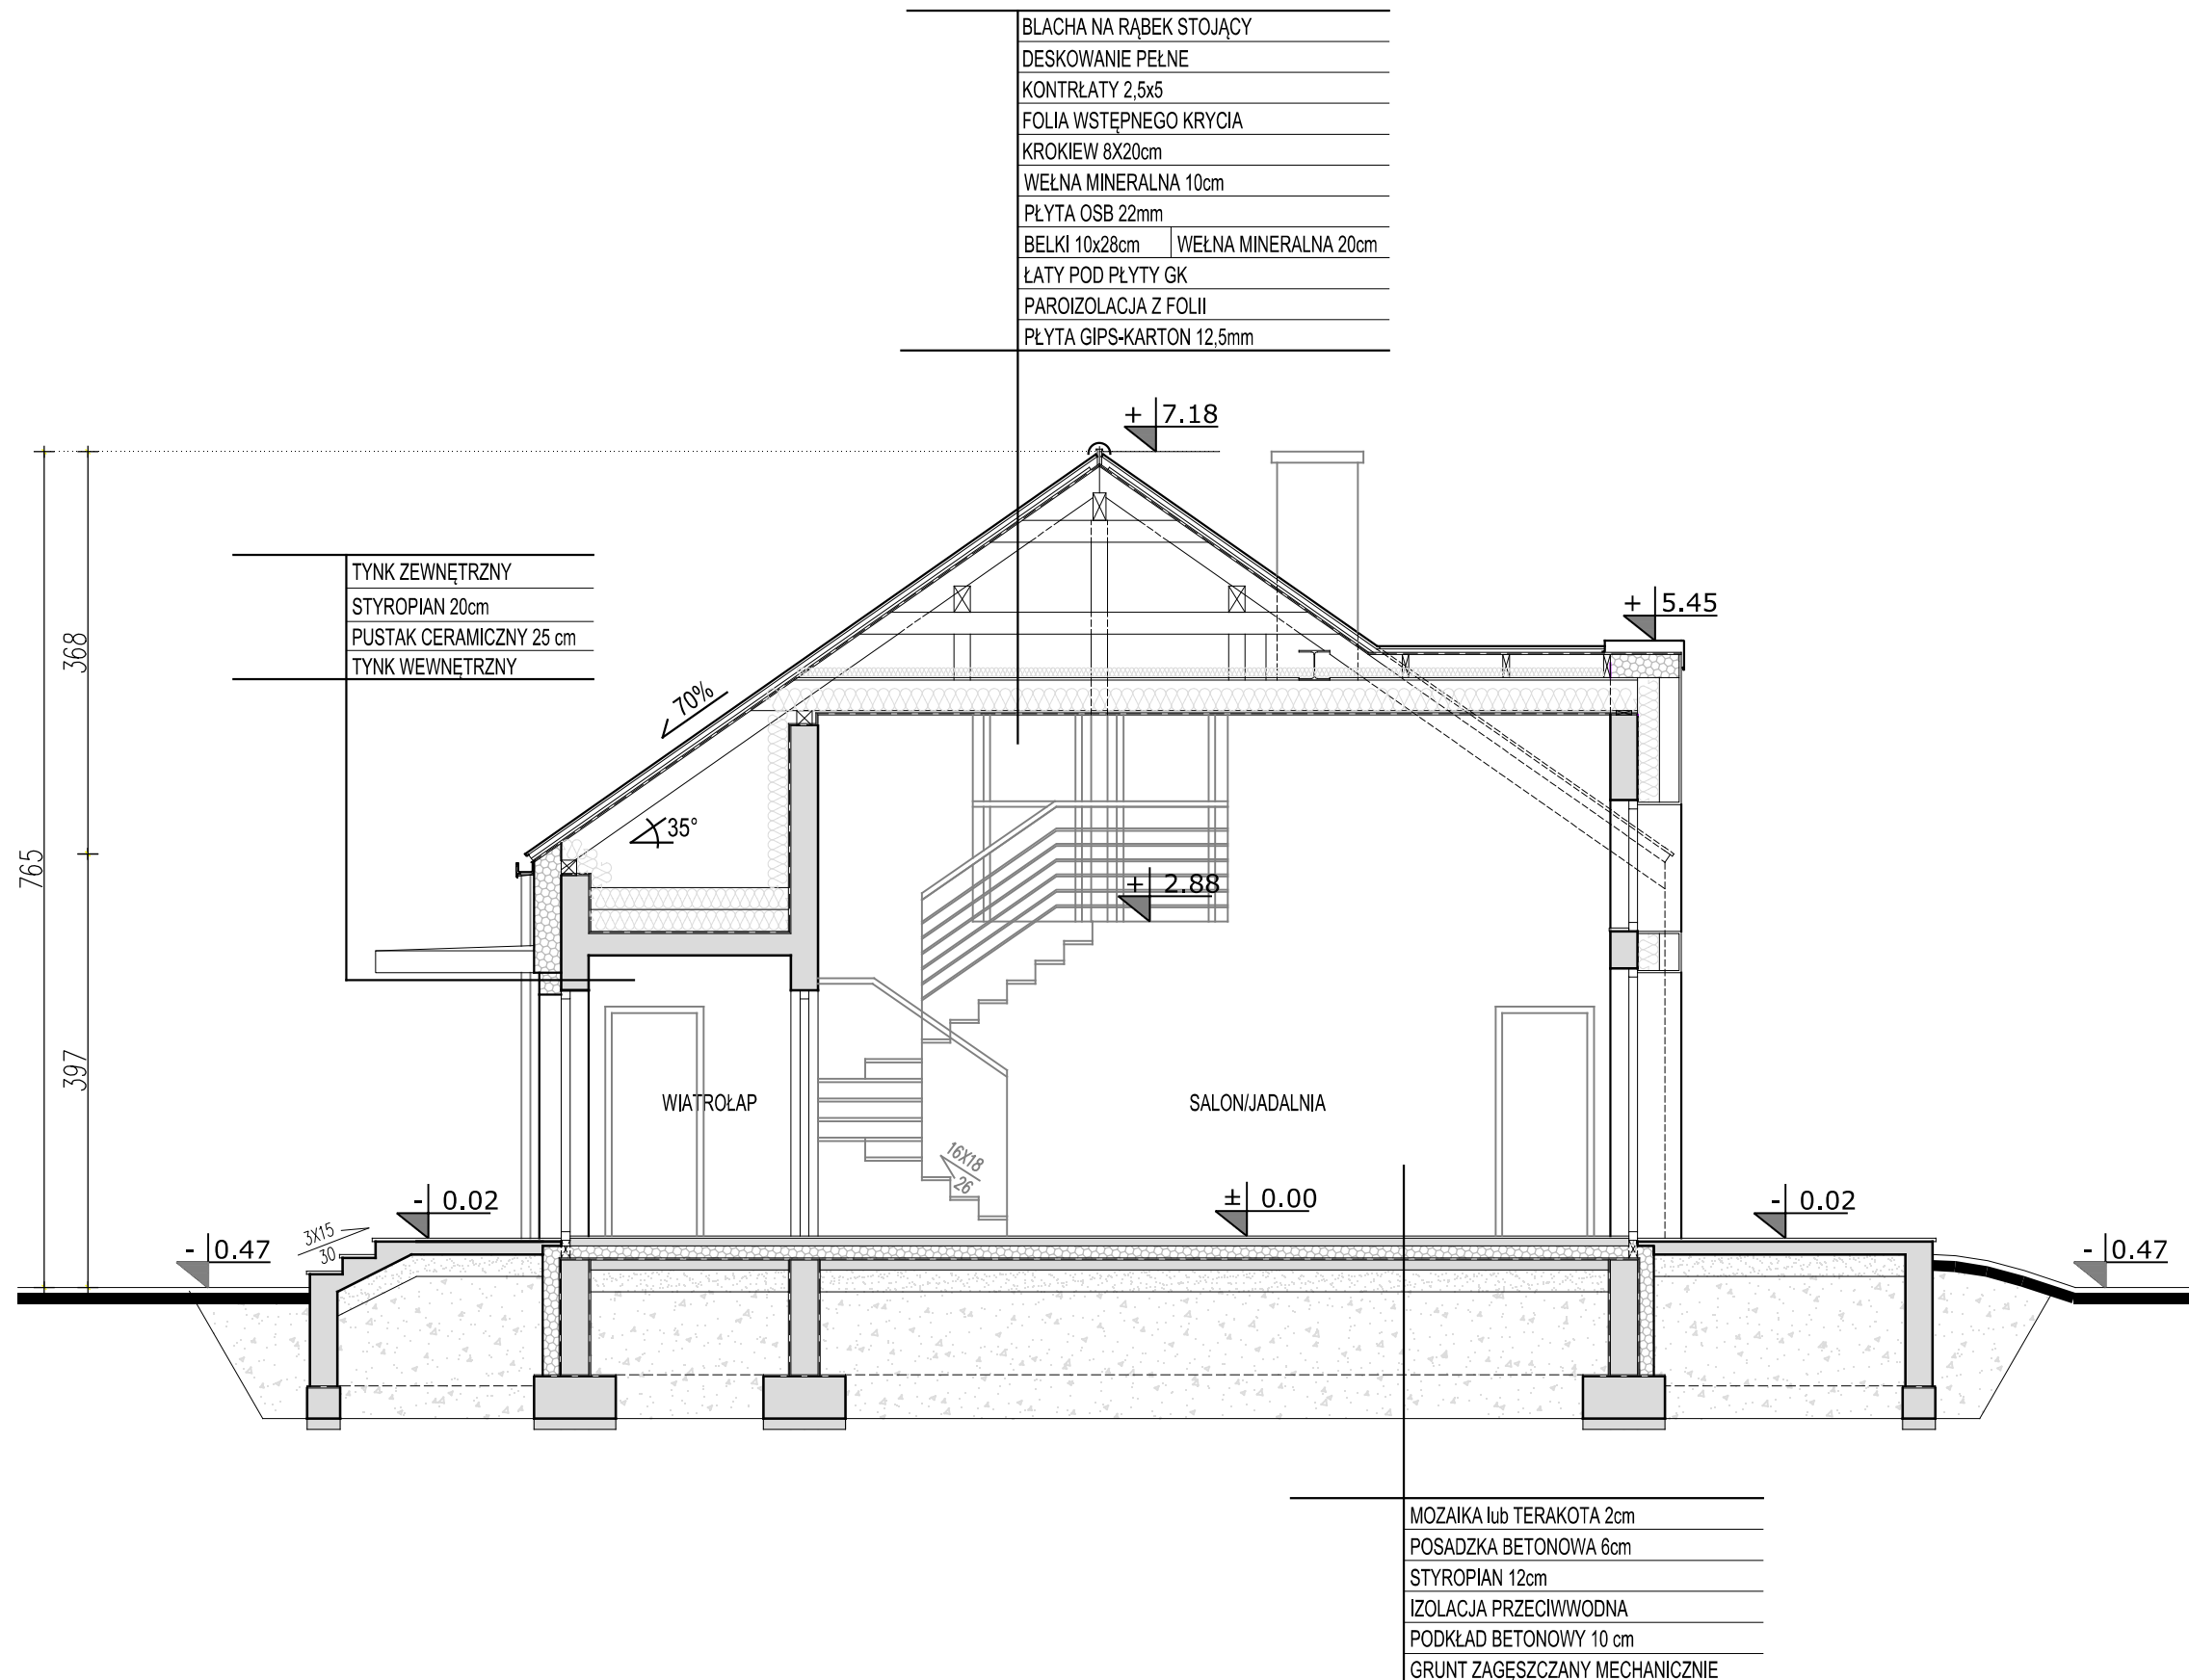 BLACHA NA RĄBEK STOJĄCY
DESKOWANIE PEŁNE
KONTRŁATY 2,5x5
FOLIA WSTĘPNEGO KRYCIA
KROKIEW 8X20cm
WEŁNA MINERALNA 10cm
PŁYTA OSB 22mm
BELKI 10x28cm WEŁNA MINERALNA 20cm
ŁATY POD PŁYTY GK
PAROIZOLACJA Z FOLII
PŁYTA GIPS-KARTON 12,5mm
+ 7.18
TYNK ZEWNĘTRZNY
STYROPIAN 20cm
PUSTAK CERAMICZNY 25 cm
TYNK WEWNĘTRZNY
+ 5.45
368
70%
35°
765
+ 2.88
397
WIATROŁAP
SALON/JADALNIA
16X18
26
- 0.02
± 0.00
- 0.02
3X15
30
- 0.47
- 0.47
MOZAIKA lub TERAKOTA 2cm
POSADZKA BETONOWA 6cm
STYROPIAN 12cm
IZOLACJA PRZECIWWODNA
PODKŁAD BETONOWY 10 cm
GRUNT ZAGĘSZCZANY MECHANICZNIE